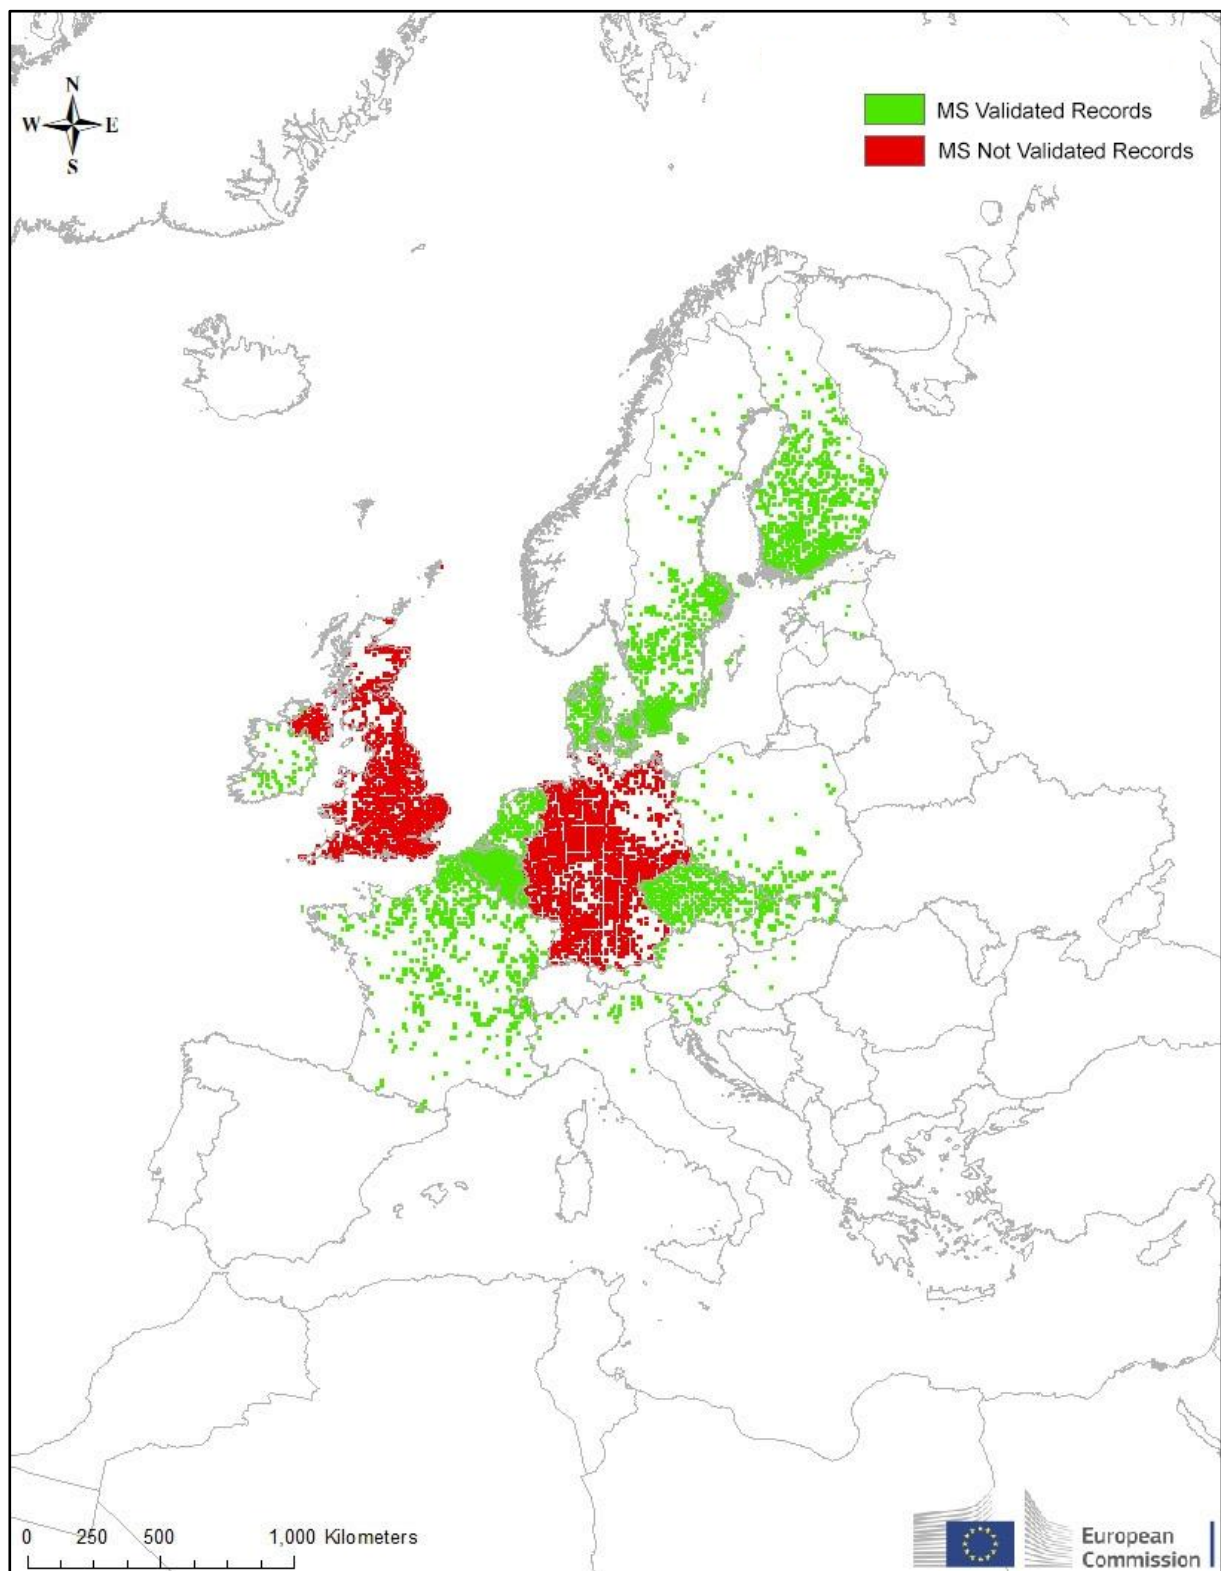 N
W E
S
MS Validated Records
MS Not Validated Records
0 250 500 1,000 Kilometers
European
Commission